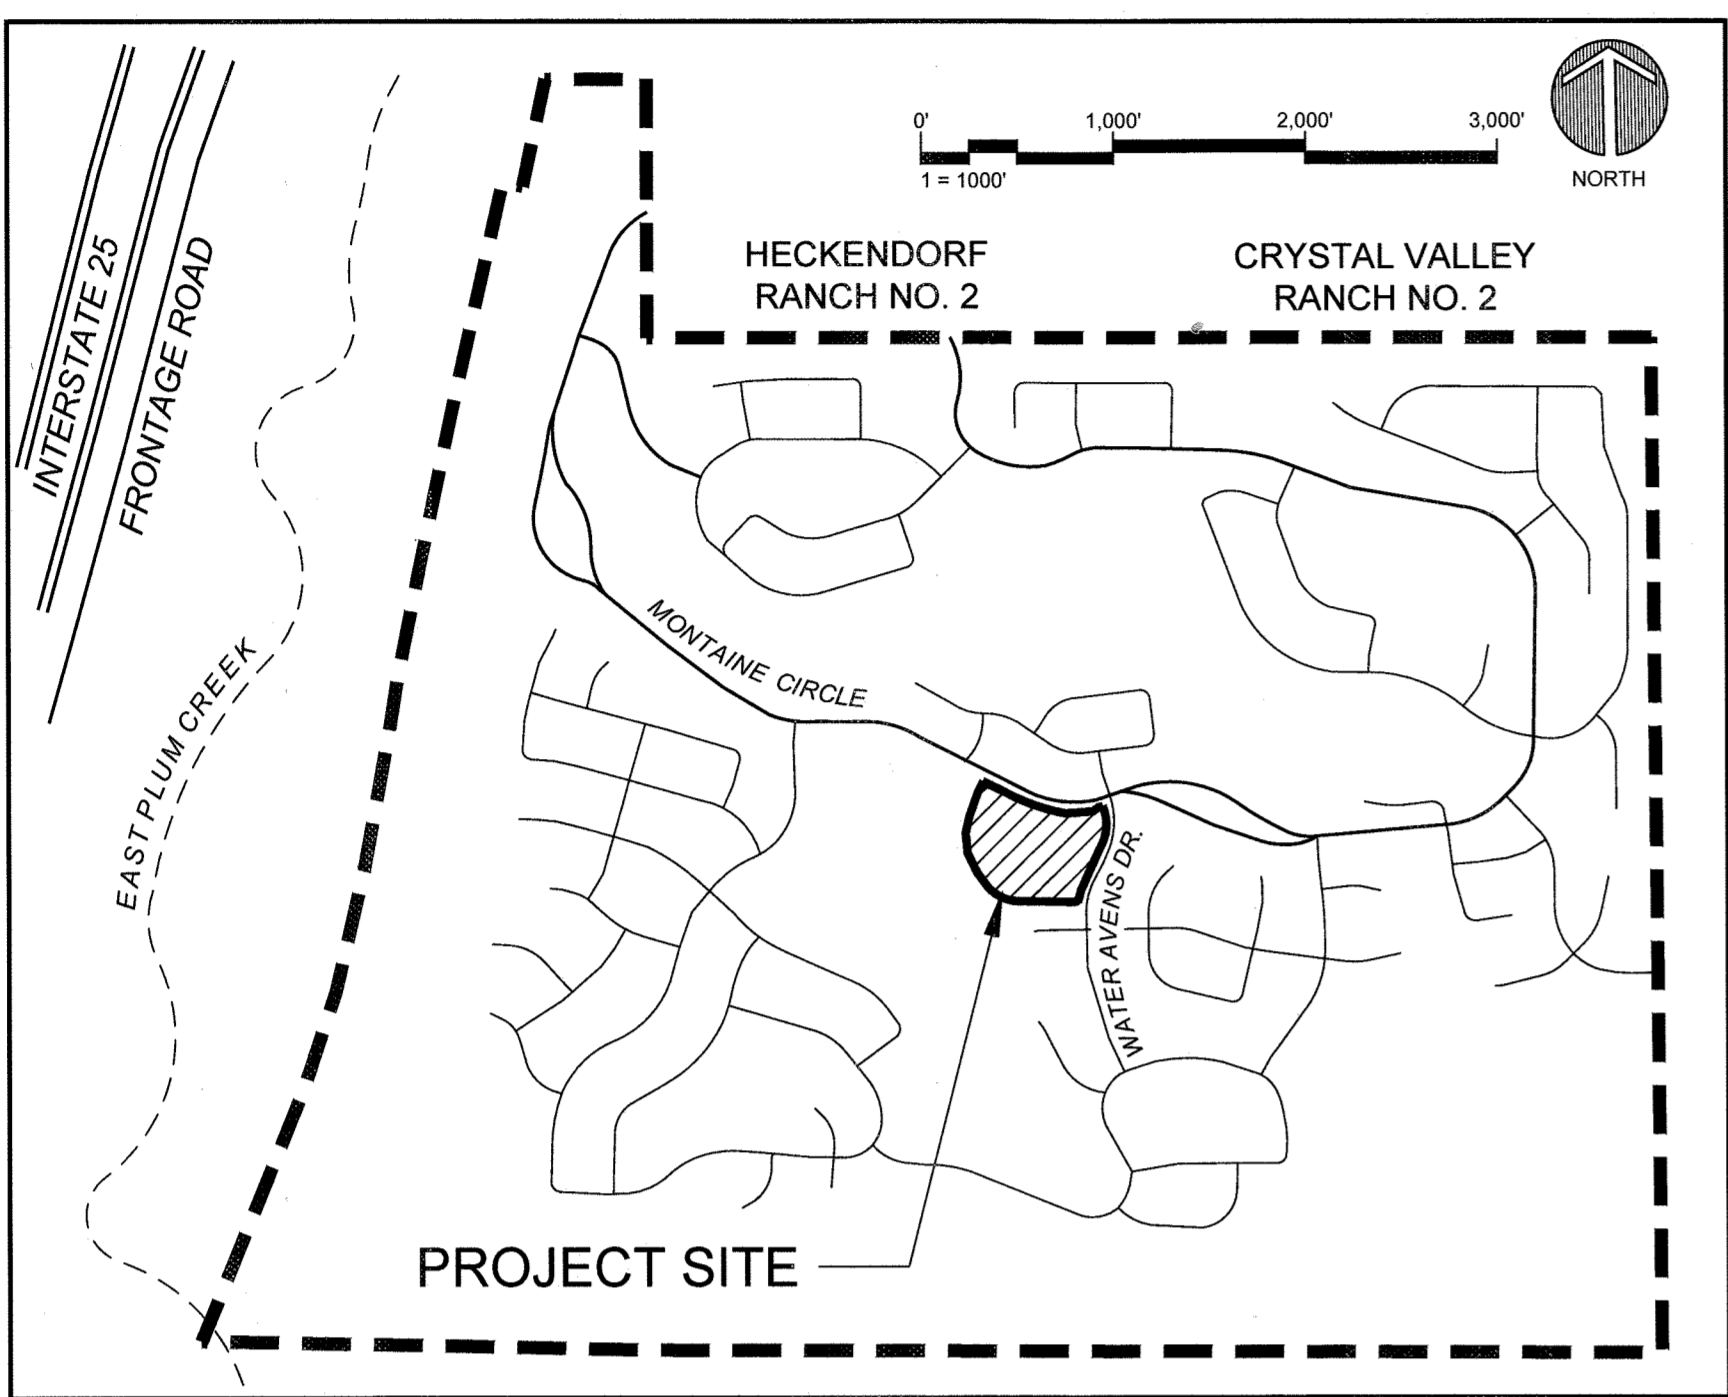 0' 1,000' 2,000' 3,000'
1 = 1000'
NORTH
HECKENDORF
RANCH NO. 2
CRYSTAL VALLEY
RANCH NO. 2
INTERSTATE 25
FRONTAGE ROAD
EAST PLUM CREEK
MONTAINE CIRCLE
WATER AVENS DR.
PROJECT SITE